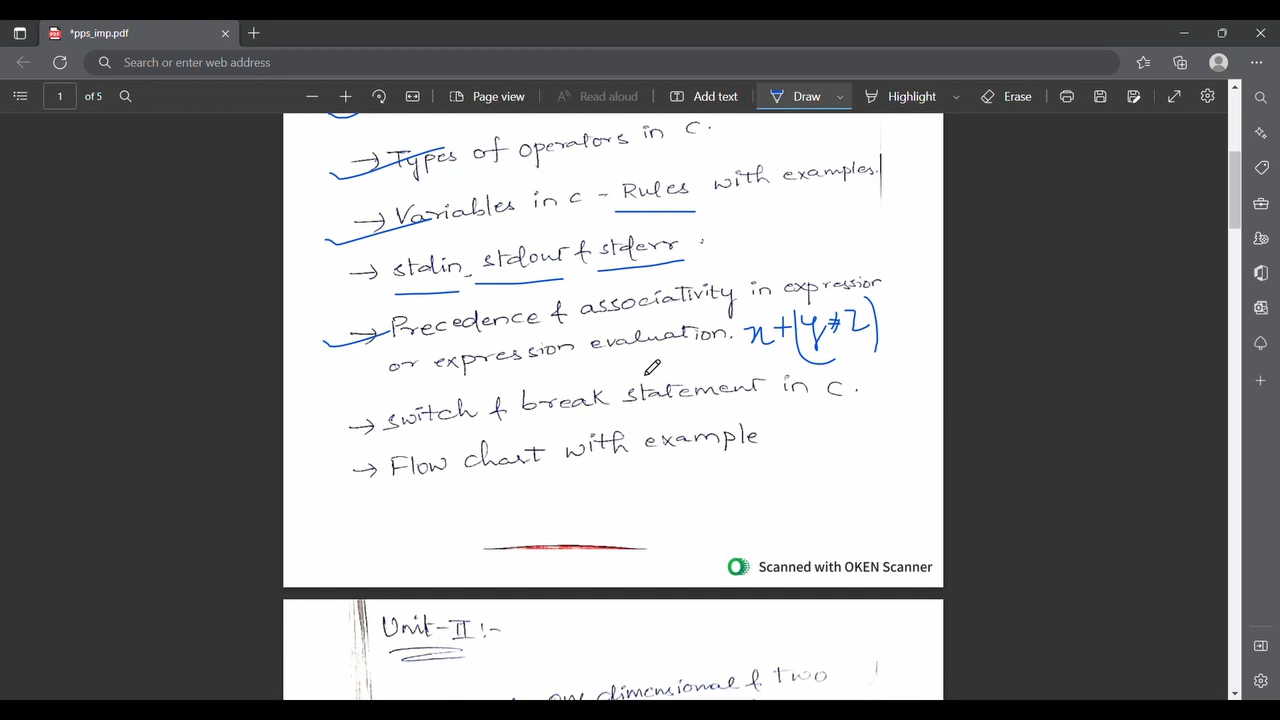 *pps_imp.pdf
Search or enter web address
1 of 5 Page view Read aloud Add text Draw Highlight Erase
→ Types of operators in C.
→ Variables in C - Rules with examples.
→ stdin, stdout & stderr.
→ Precedence & associativity in expression
or expression evaluation. x+(y*z)
→ switch & break statement in C.
→ Flow chart with example
Scanned with OKEN Scanner
Unit-II :-
one dimensional & two